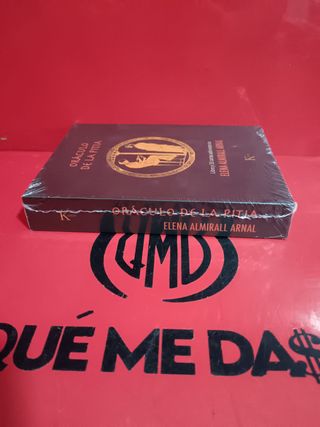 ORÁCULO
DE LA PITIA
ELENA ALMIRALL ARNAL
K
K
ORÁCULO DE LA PITIA
ELENA ALMIRALL ARNAL
QMD
QUÉ ME DA$